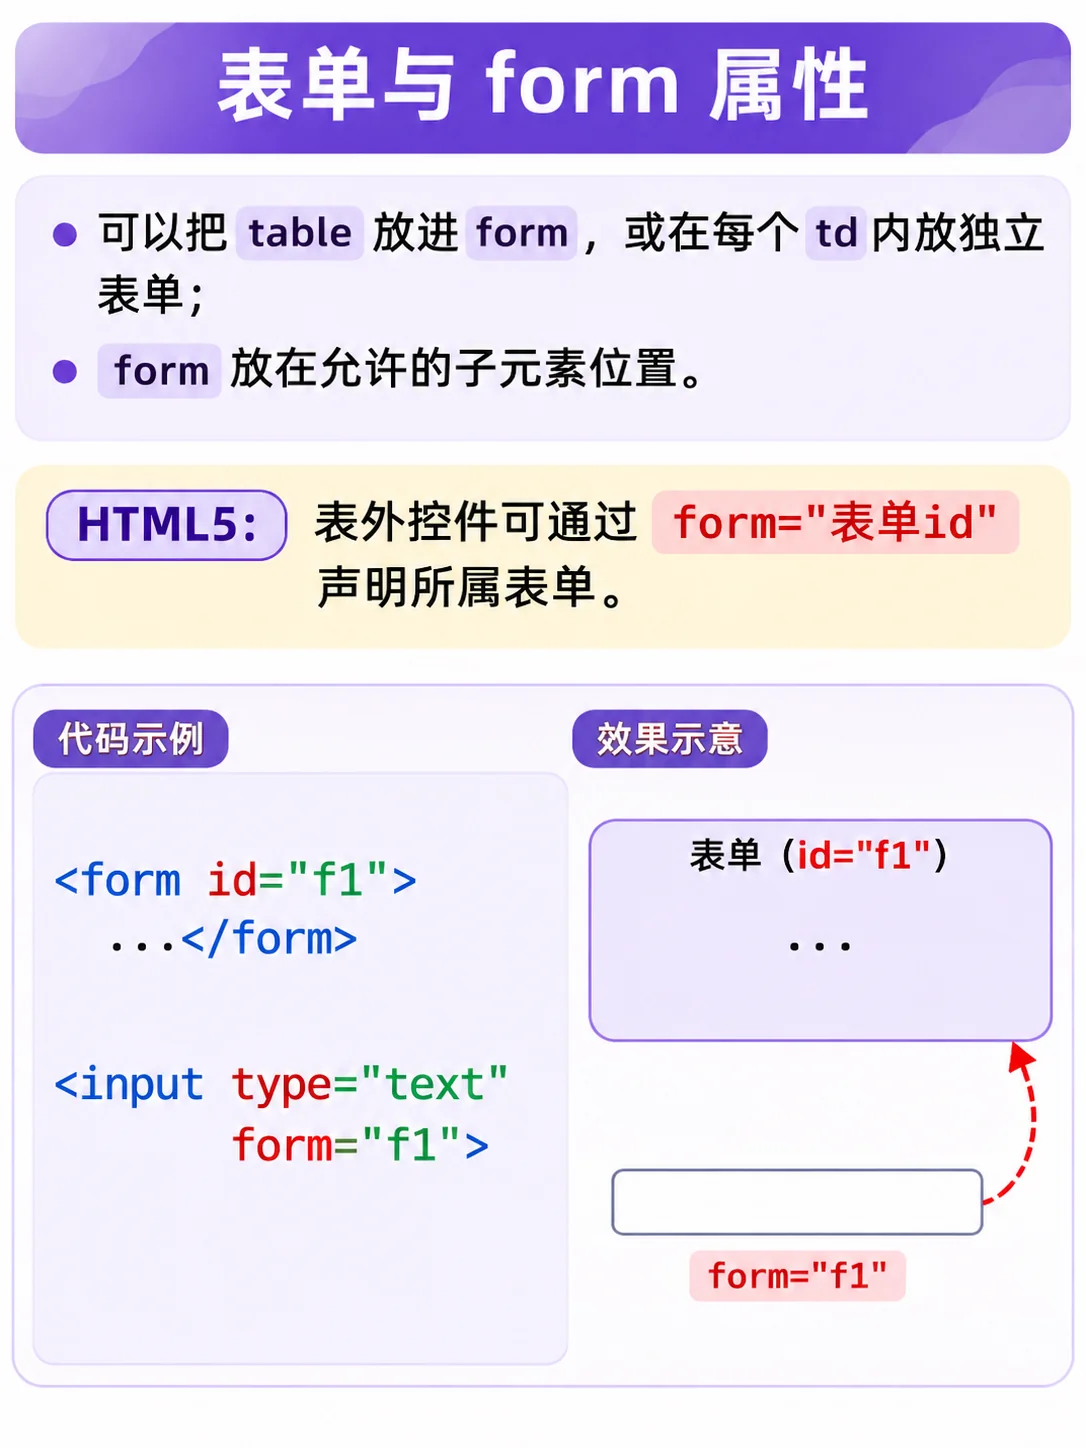 表单与 form 属性
可以把 table 放进 form，或在每个 td 内放独立
表单；
form 放在允许的子元素位置。
HTML5: 表外控件可通过 form="表单id"
声明所属表单。
代码示例
<form id="f1">
...</form>
<input type="text"
form="f1">
效果示意
表单（id="f1"）
...
form="f1"